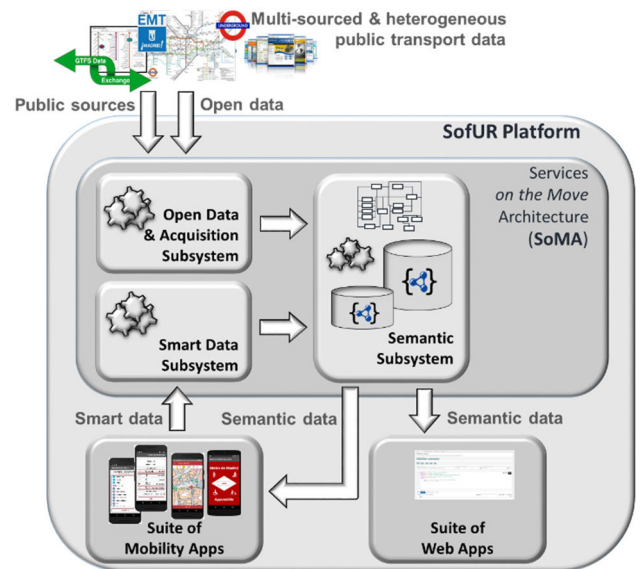 EMT
MADRID
UNDERGROUND
GTFS Data
Exchange
Multi-sourced & heterogeneous
public transport data
Public sources
Open data
SofUR Platform
Services
on the Move
Architecture
(SoMA)
Open Data
& Acquisition
Subsystem
Smart Data
Subsystem
{ }
{ }
Semantic
Subsystem
Smart data
Semantic data
Semantic data
Suite of
Mobility Apps
Suite of
Web Apps